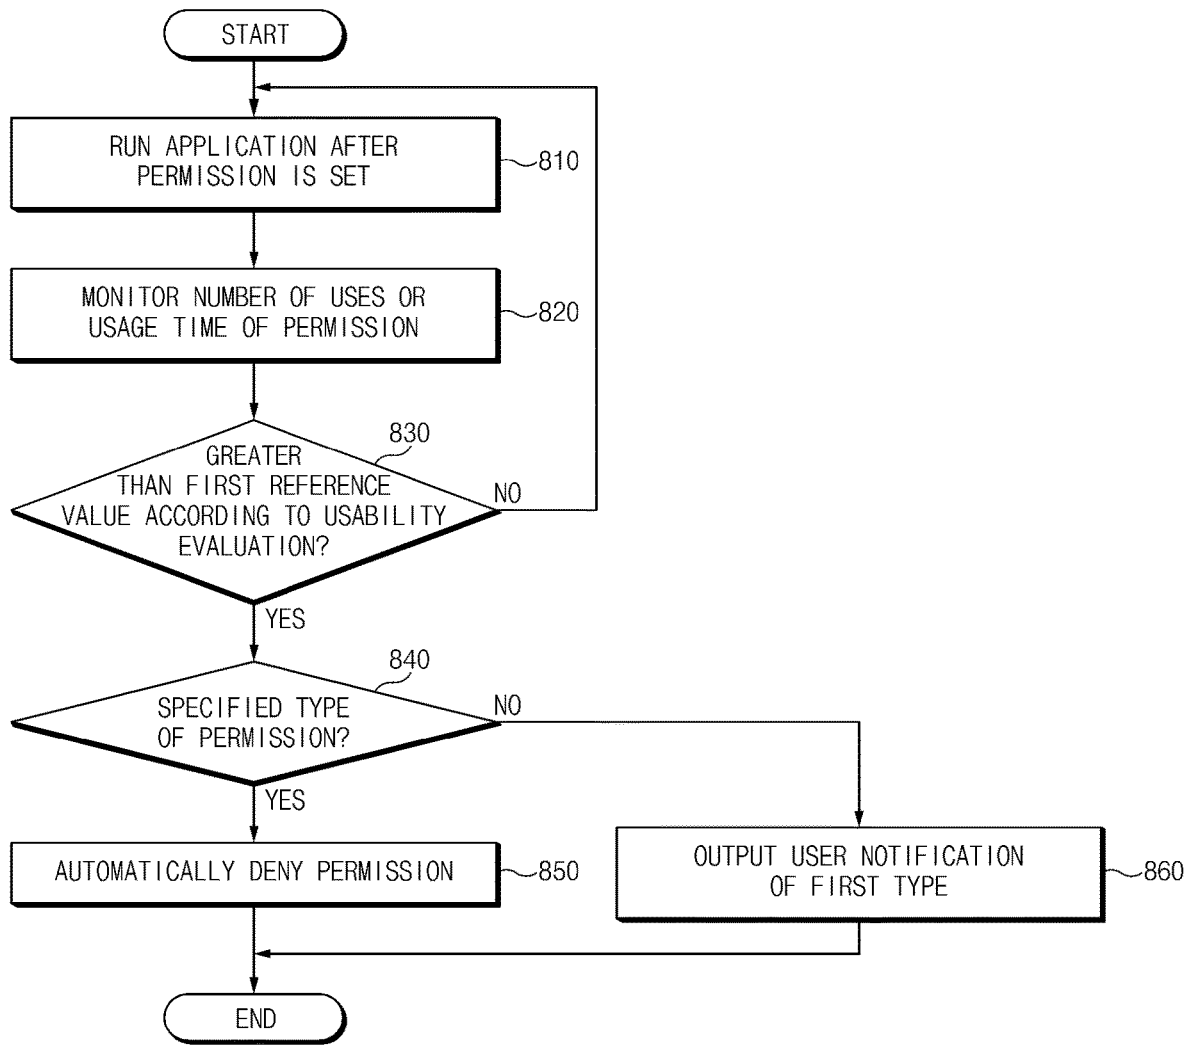 START
RUN APPLICATION AFTER
PERMISSION IS SET
810
MONITOR NUMBER OF USES OR
USAGE TIME OF PERMISSION
820
830
GREATER
THAN FIRST REFERENCE
VALUE ACCORDING TO USABILITY
EVALUATION?
NO
YES
840
SPECIFIED TYPE
OF PERMISSION?
NO
YES
AUTOMATICALLY DENY PERMISSION
850
OUTPUT USER NOTIFICATION
OF FIRST TYPE
860
END